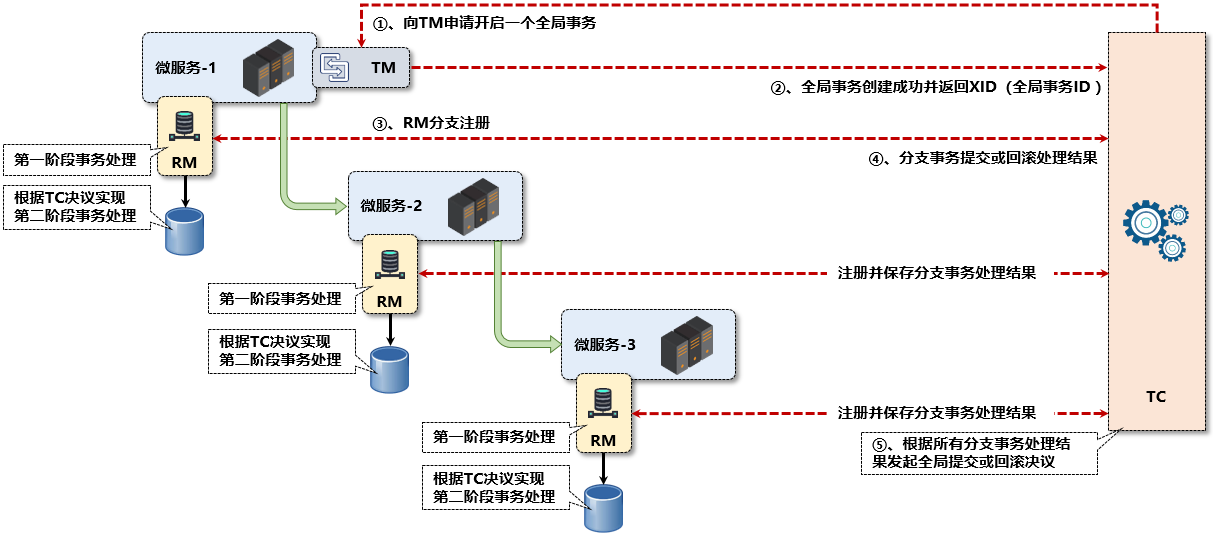 ①、向TM申请开启一个全局事务
微服务-1
TM
②、全局事务创建成功并返回XID（全局事务ID ）
③、RM分支注册
RM
第一阶段事务处理
④、分支事务提交或回滚处理结果
根据TC决议实现
第二阶段事务处理
微服务-2
注册并保存分支事务处理结果
RM
第一阶段事务处理
根据TC决议实现
第二阶段事务处理
微服务-3
TC
注册并保存分支事务处理结果
RM
第一阶段事务处理
⑤、根据所有分支事务处理结
果发起全局提交或回滚决议
根据TC决议实现
第二阶段事务处理